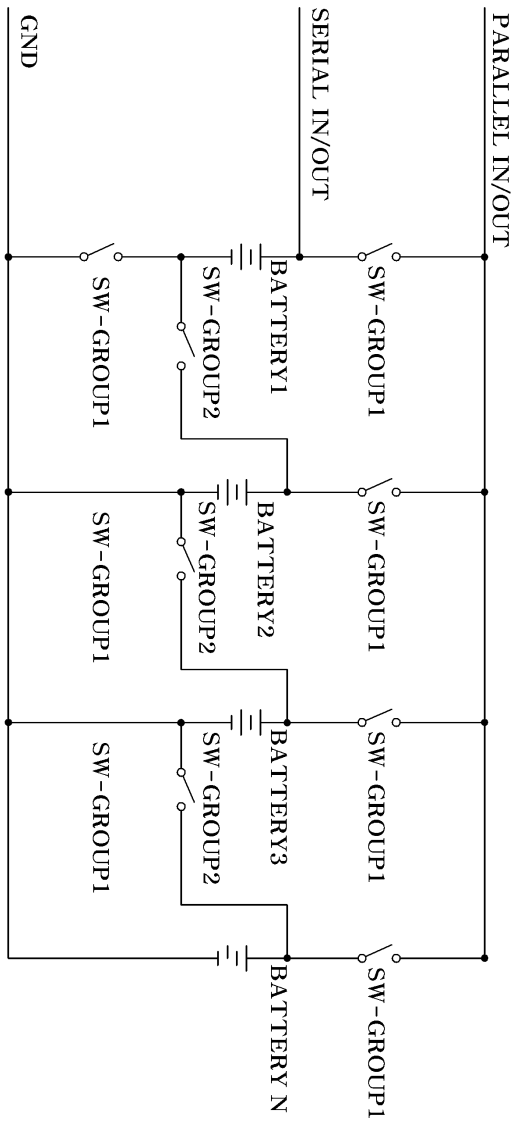 PARALLEL IN/OUT
SERIAL IN/OUT
GND
SW-GROUP1
SW-GROUP1
SW-GROUP1
SW-GROUP1
BATTERY1
BATTERY2
BATTERY3
BATTERY N
SW-GROUP2
SW-GROUP2
SW-GROUP2
SW-GROUP1
SW-GROUP1
SW-GROUP1